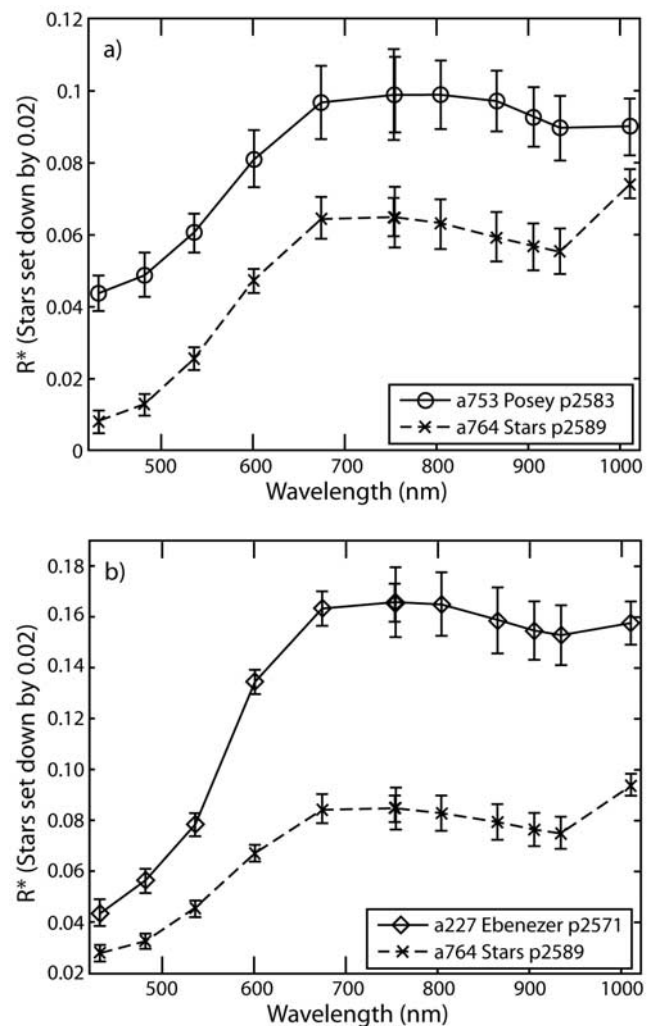 a)
0.12
0.1
0.08
0.06
0.04
0.02
0
R* (Stars set down by 0.02)
a753 Posey p2583
a764 Stars p2589
500 600 700 800 900 1000
Wavelength (nm)
b)
0.18
0.16
0.14
0.12
0.10
0.08
0.06
0.04
0.02
R* (Stars set down by 0.02)
a227 Ebenezer p2571
a764 Stars p2589
500 600 700 800 900 1000
Wavelength (nm)